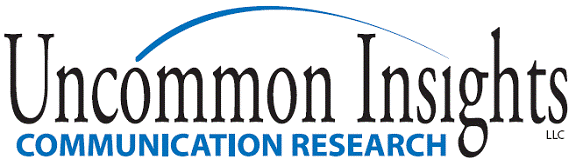 Uncommon Insights
COMMUNICATION RESEARCH LLC